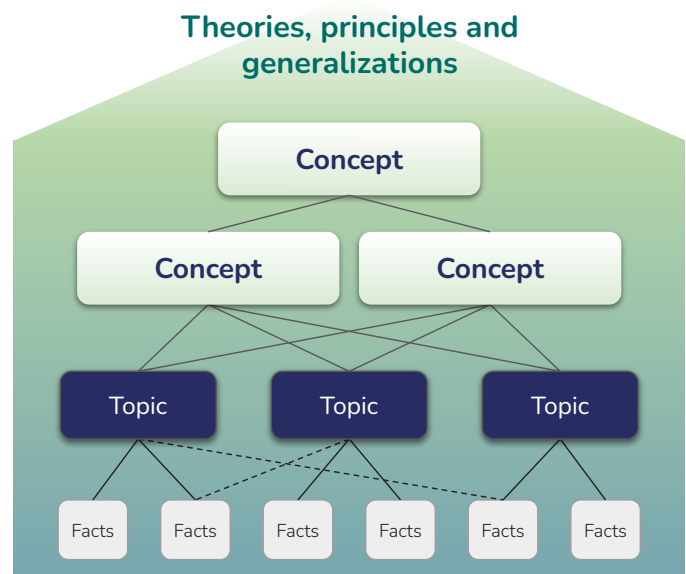 Theories, principles and
generalizations
Concept
Concept
Concept
Topic
Topic
Topic
Facts
Facts
Facts
Facts
Facts
Facts